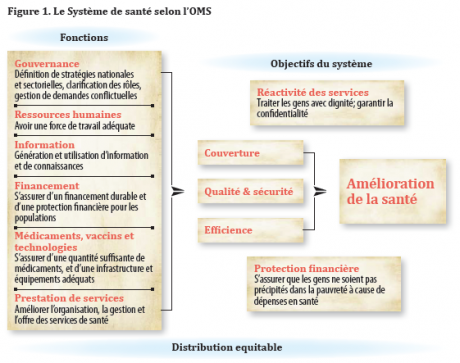 Figure 1. Le Système de santé selon l'OMS
Fonctions
Gouvernance
Définition de stratégies nationales
et sectorielles, clarification des rôles,
gestion de demandes conflictuelles
Ressources humaines
Avoir une force de travail adéquate
Information
Génération et utilisation d'information
et de connaissances
Financement
S'assurer d'un financement durable et
d'une protection financière pour les
populations
Médicaments, vaccins et
technologies
S'assurer d'une quantité suffisante de
médicaments, et d'une infrastructure et
équipements adéquats
Prestation de services
Améliorer l'organisation, la gestion et
l'offre des services de santé
Objectifs du système
Réactivité des services
Traiter les gens avec dignité; garantir la
confidentialité
Couverture
Qualité & sécurité
Efficience
Amélioration
de la santé
Protection financière
S'assurer que les gens ne soient pas
précipités dans la pauvreté à cause de
dépenses en santé
Distribution equitable